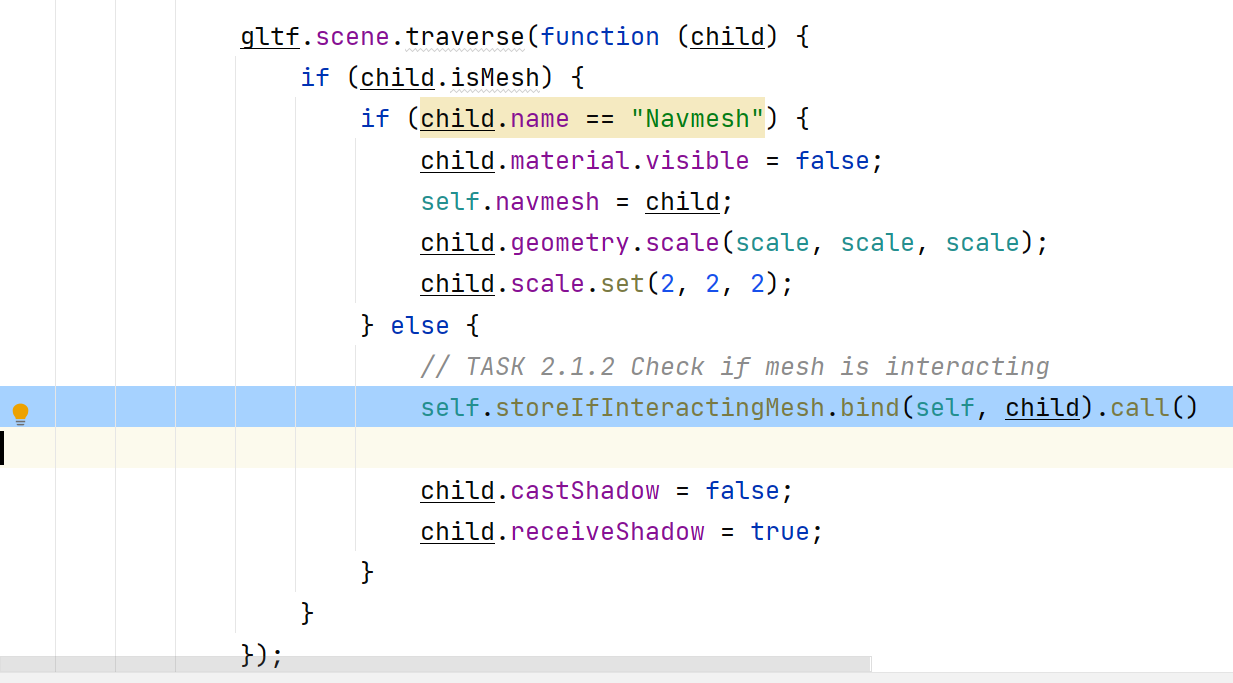 gltf.scene.traverse(function (child) {
if (child.isMesh) {
if (child.name == "Navmesh") {
child.material.visible = false;
self.navmesh = child;
child.geometry.scale(scale, scale, scale);
child.scale.set(2, 2, 2);
} else {
// TASK 2.1.2 Check if mesh is interacting
self.storeIfInteractingMesh.bind(self, child).call()
child.castShadow = false;
child.receiveShadow = true;
}
}
});